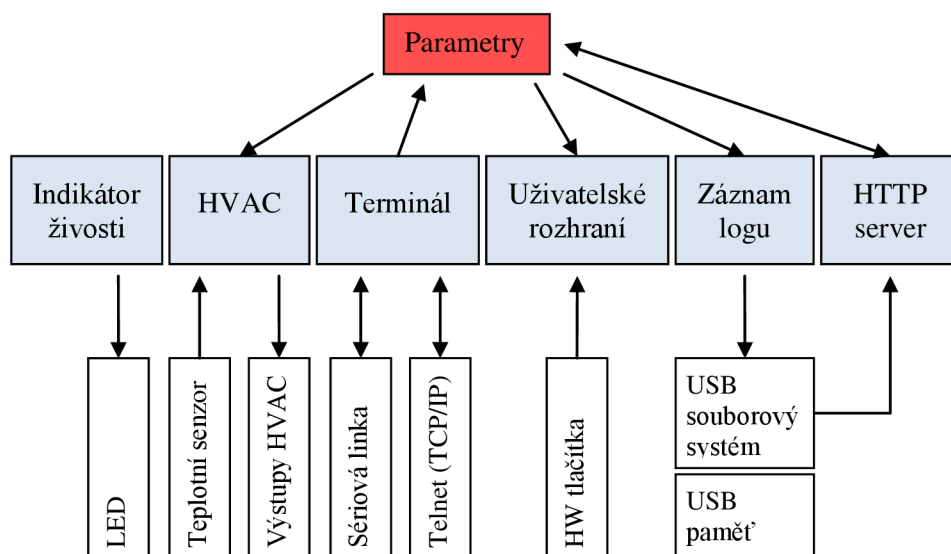 Parametry
Indikátor
živosti
HVAC
Terminál
Uživatelské
rozhraní
Záznam
logu
HTTP
server
LED
Teplotní senzor
Výstupy HVAC
Sériová linka
Telnet (TCP/IP)
HW tlačítka
USB
souborový
systém
USB
paměť